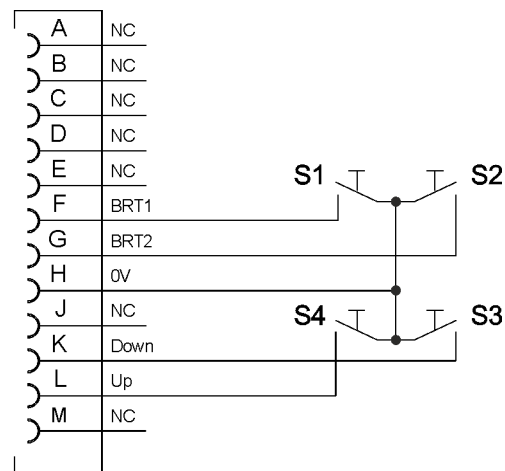 A NC
B NC
C NC
D NC
E NC
S1 S2
F BRT1
G BRT2
H 0V
J NC
S4 S3
K Down
L Up
M NC